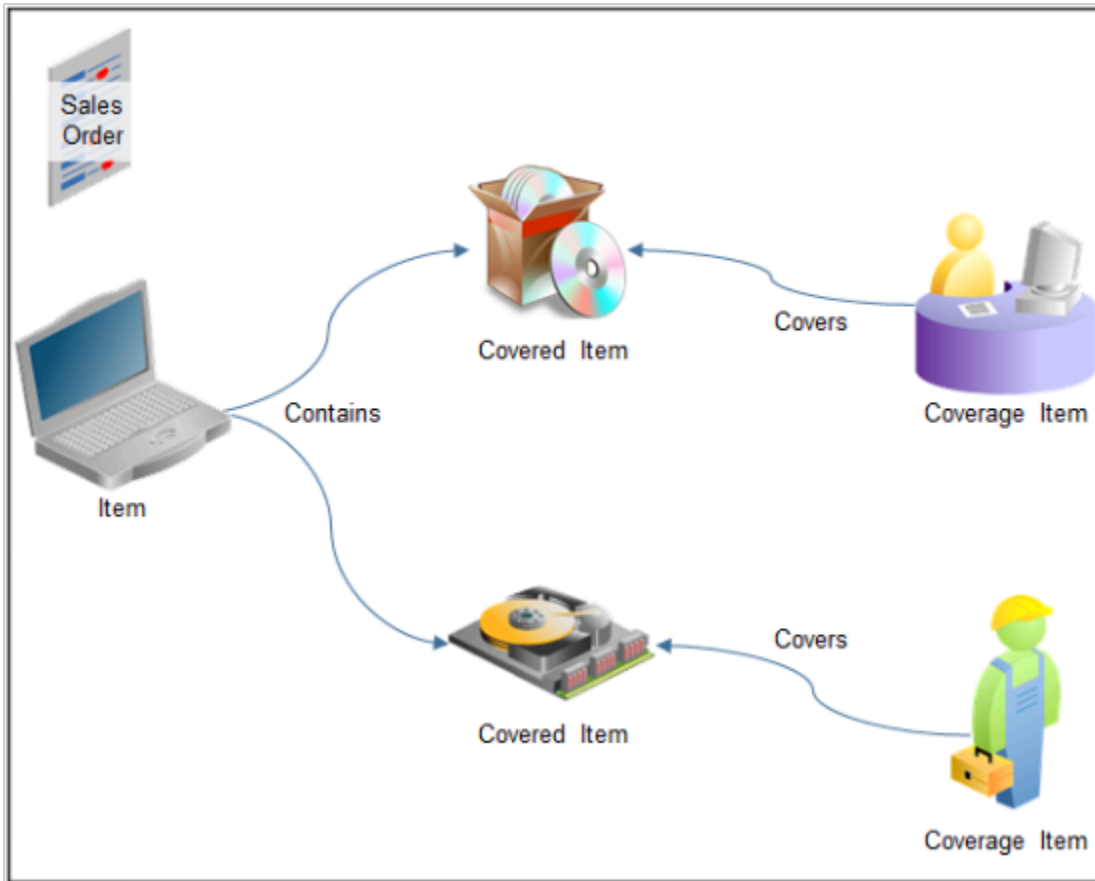 Sales
Order
Covered Item
Covers
Coverage Item
Contains
Item
Covers
Covered Item
Coverage Item